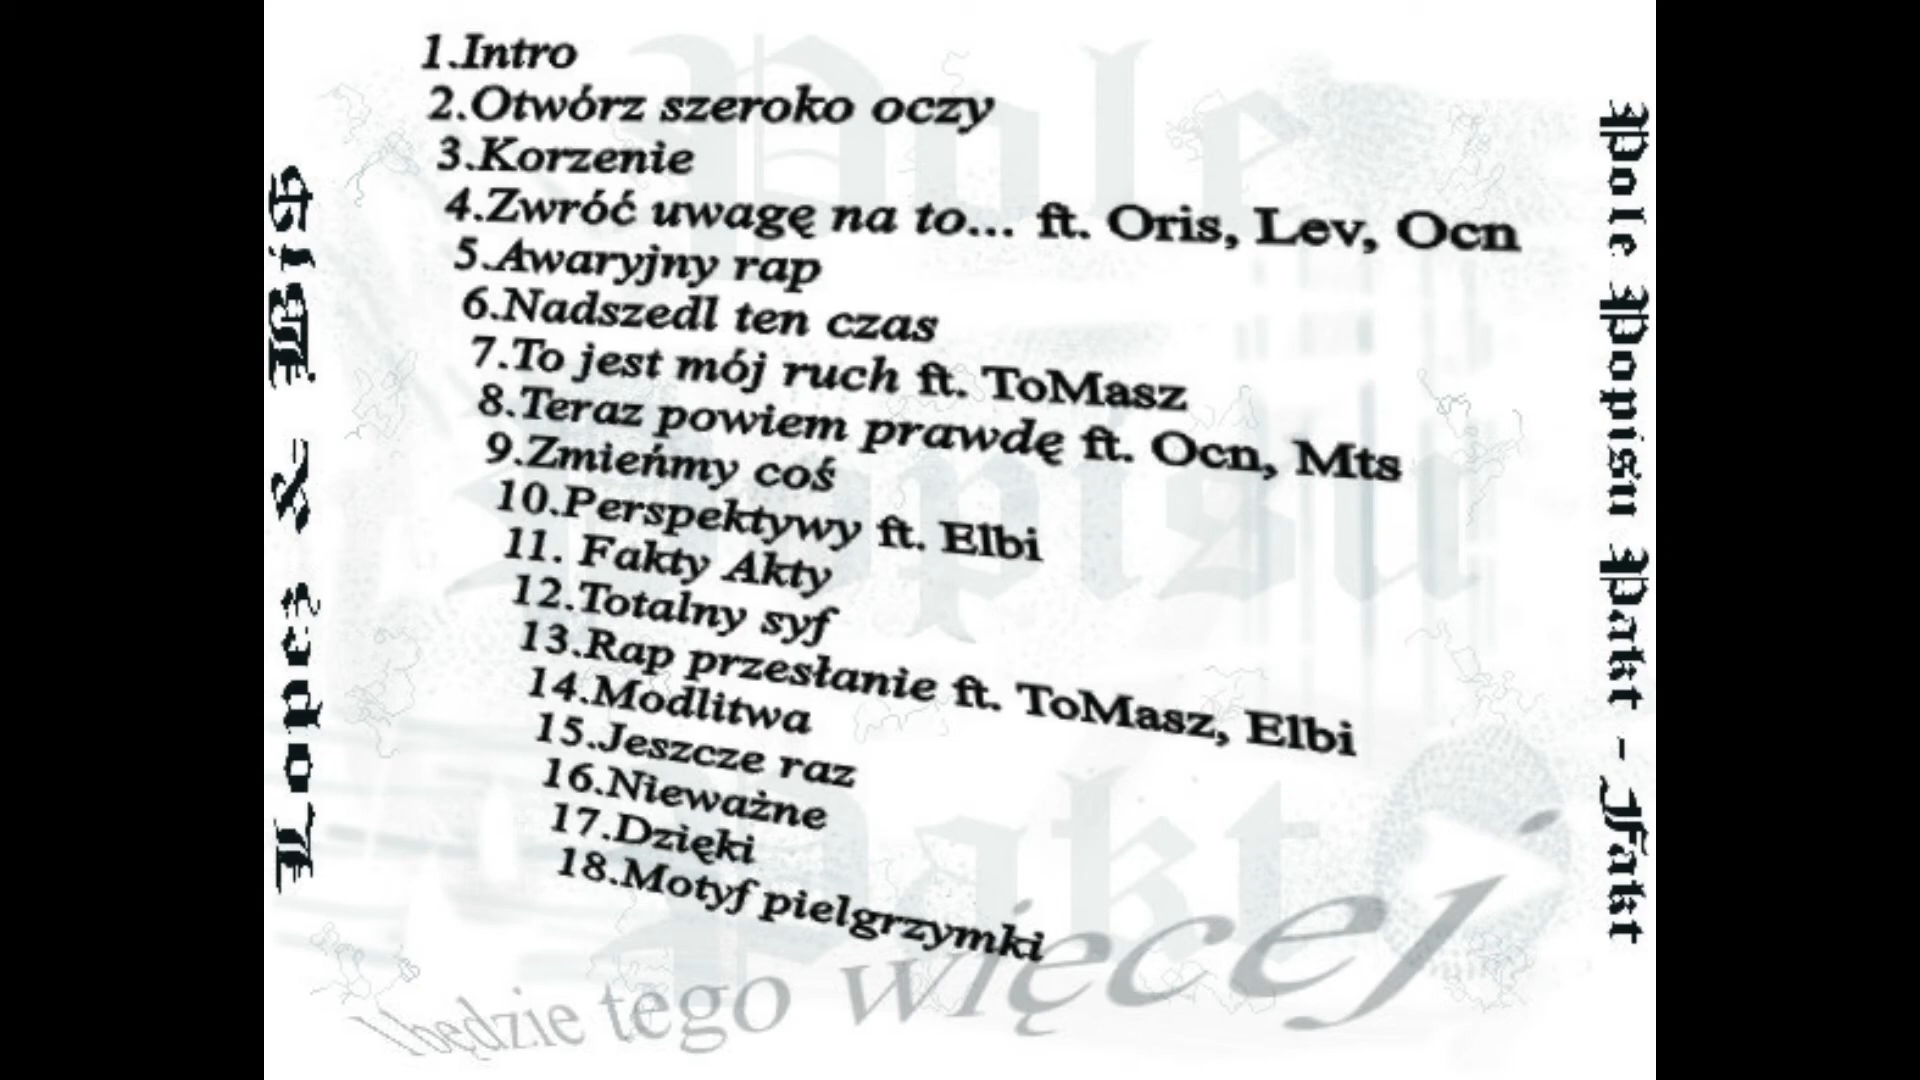 1.Intro
2.Otwórz szeroko oczy
3.Korzenie
4.Zwróć uwagę na to... ft. Oris, Lev, Ocn
5.Awaryjny rap
6.Nadszedl ten czas
7.To jest mój ruch ft. ToMasz
8.Teraz powiem prawdę ft. Ocn, Mts
9.Zmieńmy coś
10.Perspektywy ft. Elbi
11. Fakty Akty
12.Totalny syf
13.Rap przesłanie ft. ToMasz, Elbi
14.Modlitwa
15.Jeszcze raz
16.Nieważne
17.Dzięki
18.Motyf pielgrzymki
I będzie tego więcej
Lopez & BiS
Pole Popisu Pakt - Fakt
Pole
Popisu
Pakt